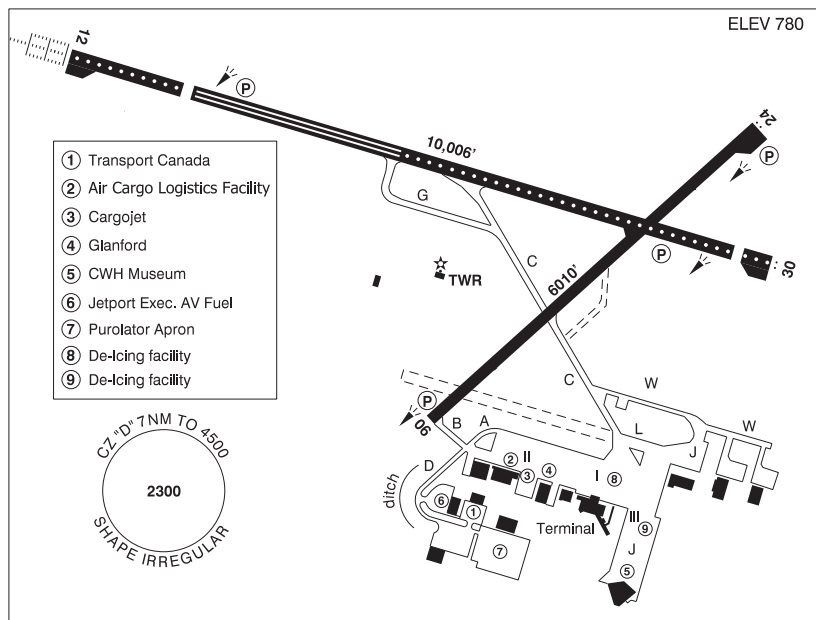 ELEV 780
12
P
24
10,006'
P
① Transport Canada
② Air Cargo Logistics Facility
③ Cargojet
④ Glanford
⑤ CWH Museum
⑥ Jetport Exec. AV Fuel
⑦ Purolator Apron
⑧ De-Icing facility
⑨ De-Icing facility
G
C
P
30
TWR
6010'
C
W
P
06
B
A
L
W
J
II
②
③
④
I
⑧
D
ditch
⑥
①
Terminal
III
⑨
J
⑦
⑤
CZ "D" 7NM TO 4500
2300
SHAPE IRREGULAR